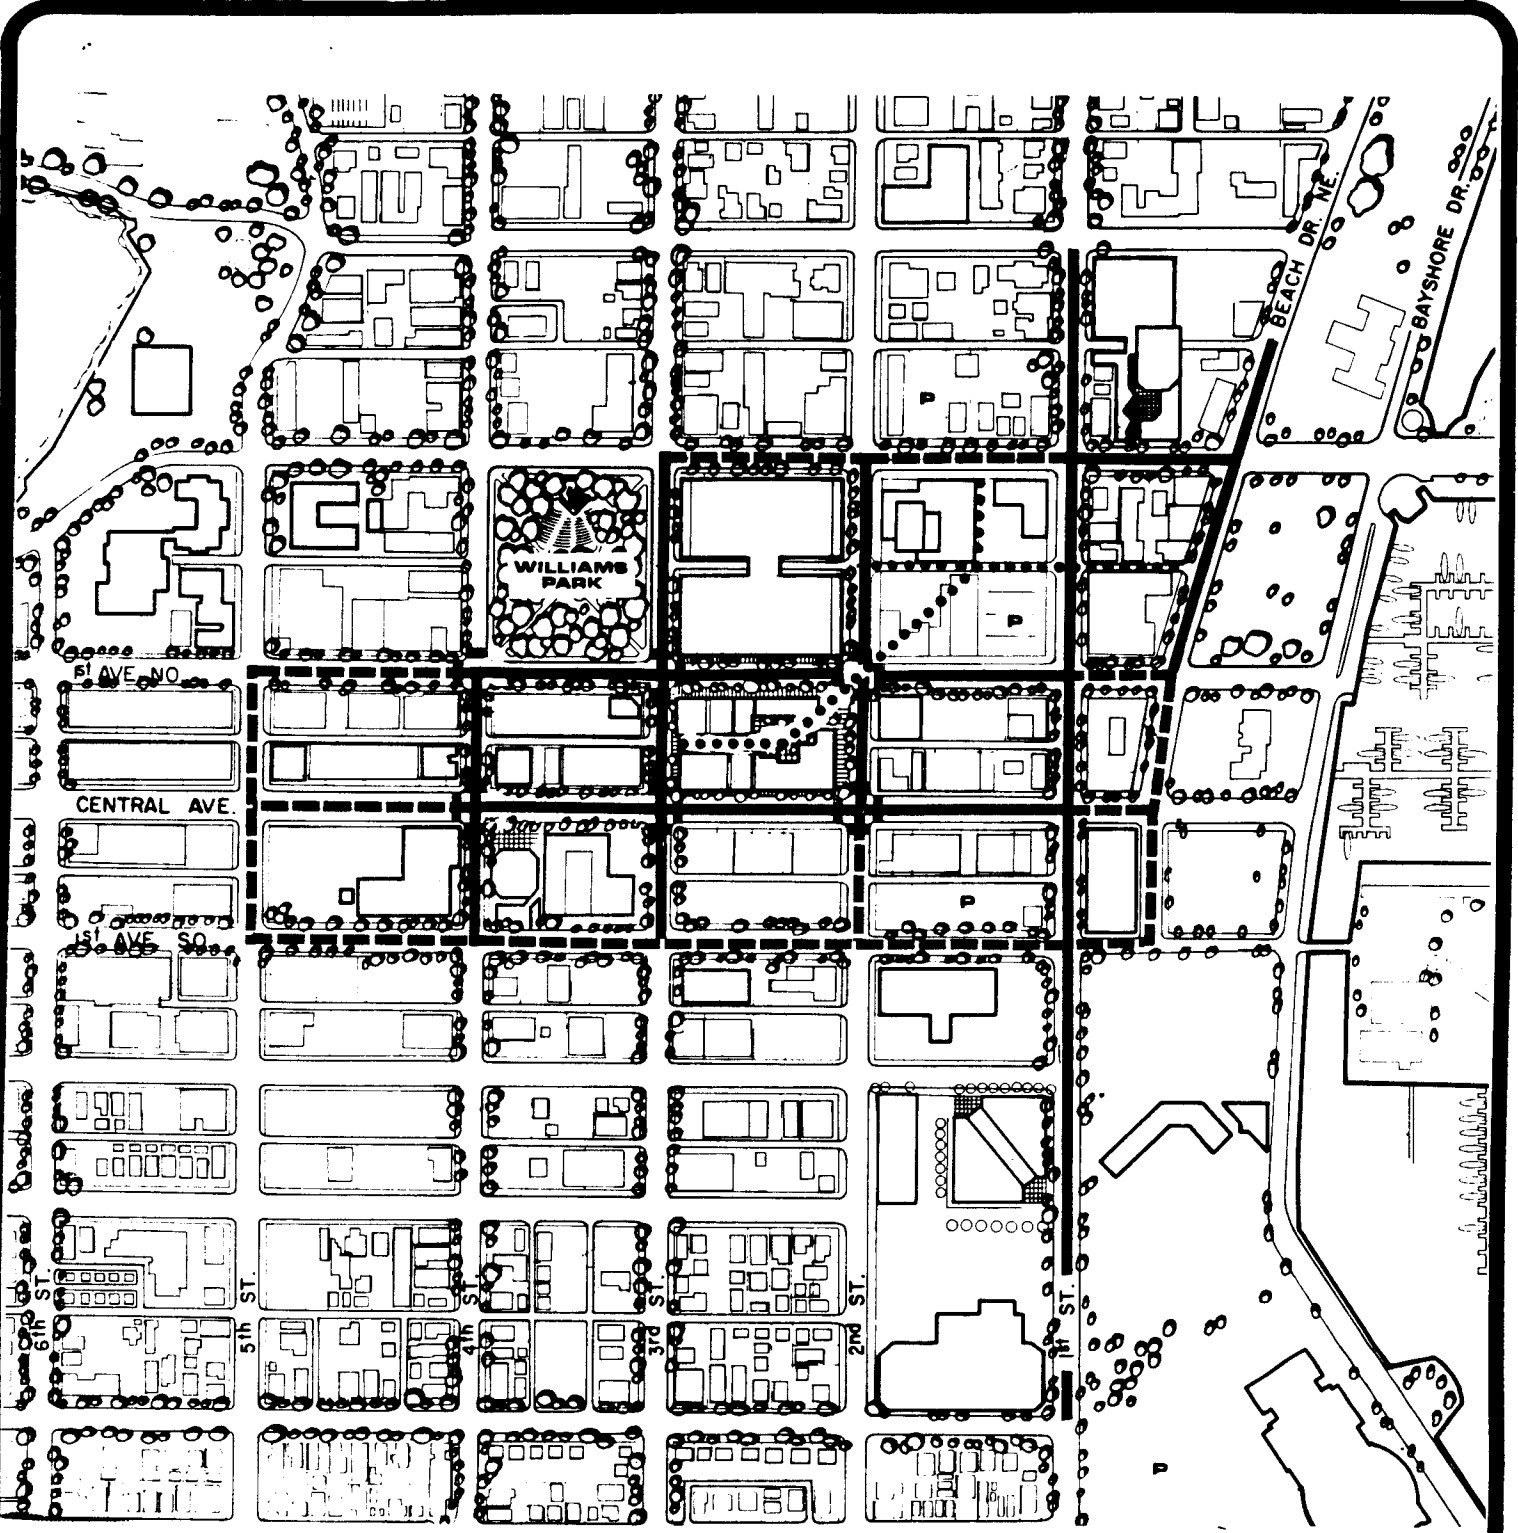 BEACH DR. NE.
BAYSHORE DR.
P
WILLIAMS
PARK
P
1st AVE. NO.
CENTRAL AVE.
P
1st AVE. SO.
6th ST.
5th ST.
4th ST.
3rd ST.
2nd ST.
1st ST.
P